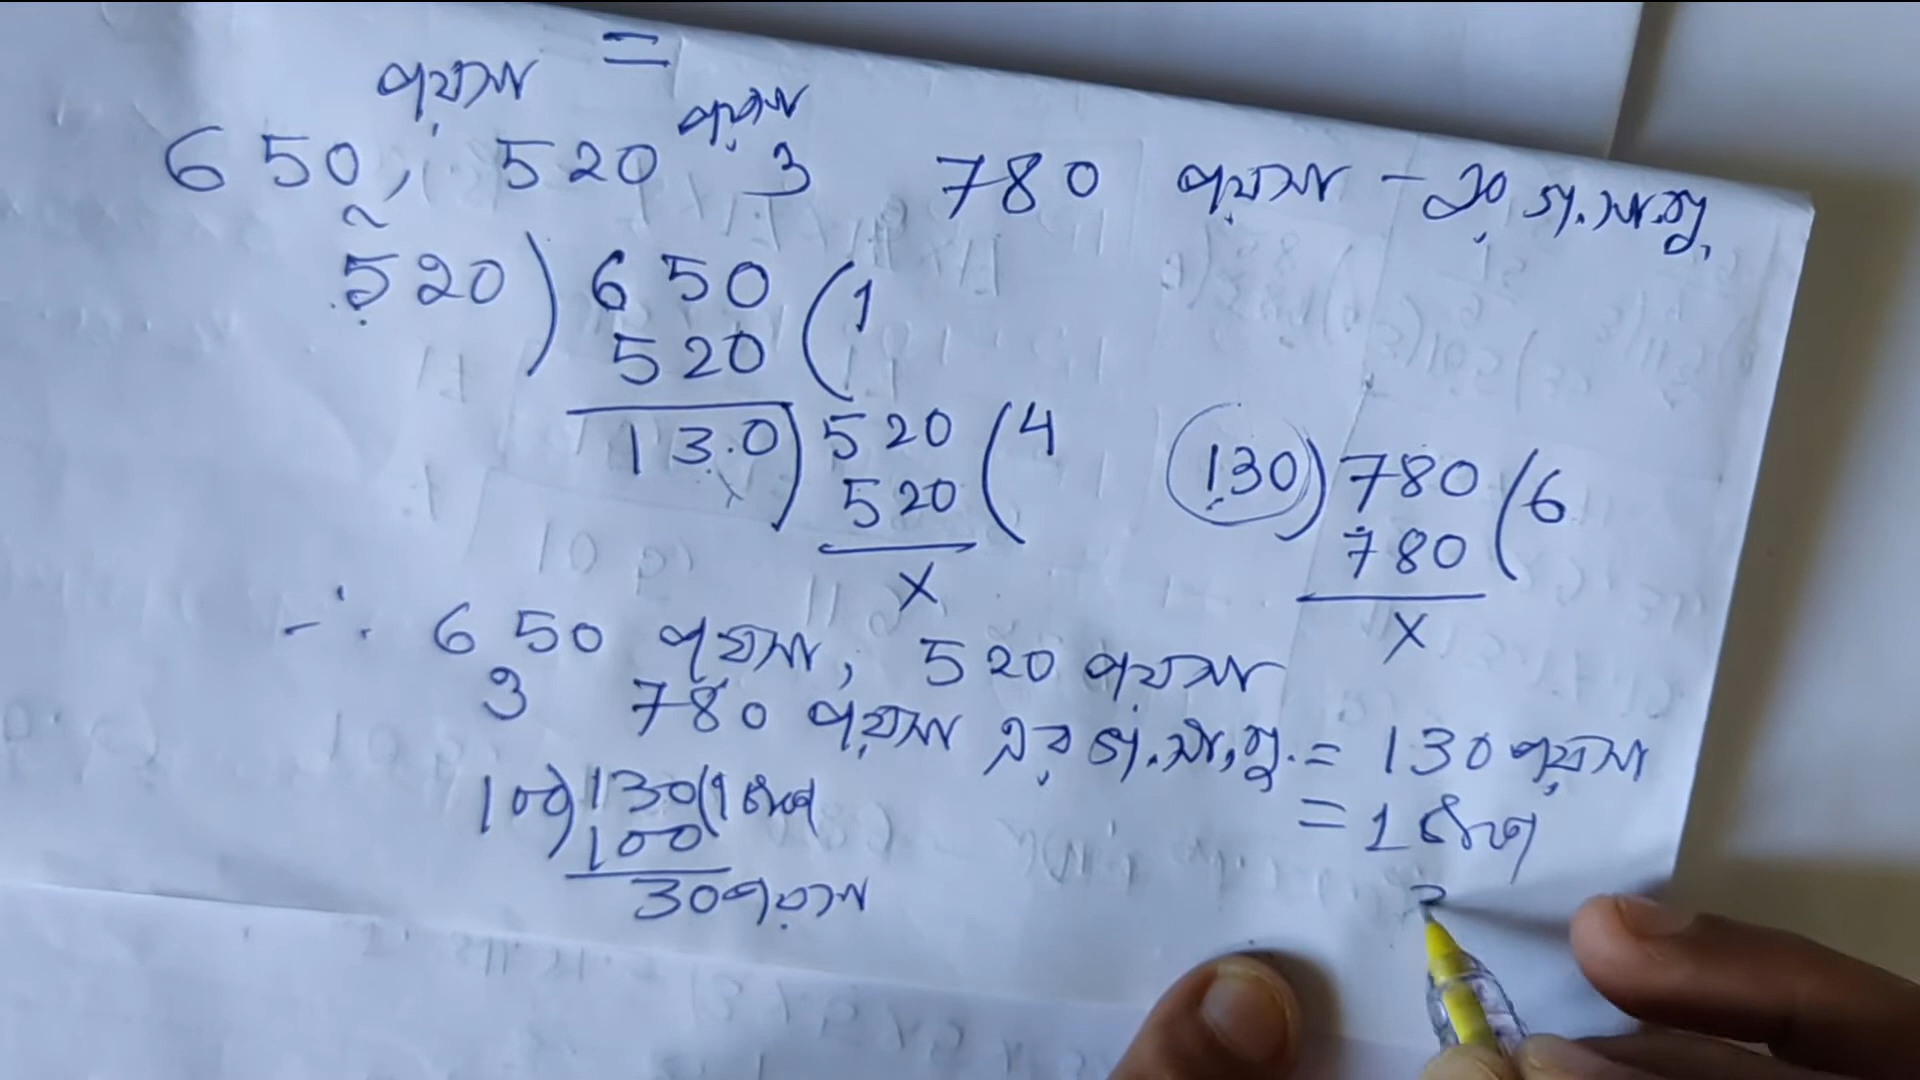 পয়সা =
650, 520 পয়সা ও 780 পয়সা - এর গ.সা.গু.
520 ) 650 ( 1
520
130 ) 520 ( 4
520
×
130 ) 780 ( 6
780
×
∴ 650 পয়সা, 520 পয়সা
ও 780 পয়সা এর গ.সা.গু. = 130 পয়সা
100 ) 130 ( 1 টাকা
100
30 পয়সা
= 1 টাকা